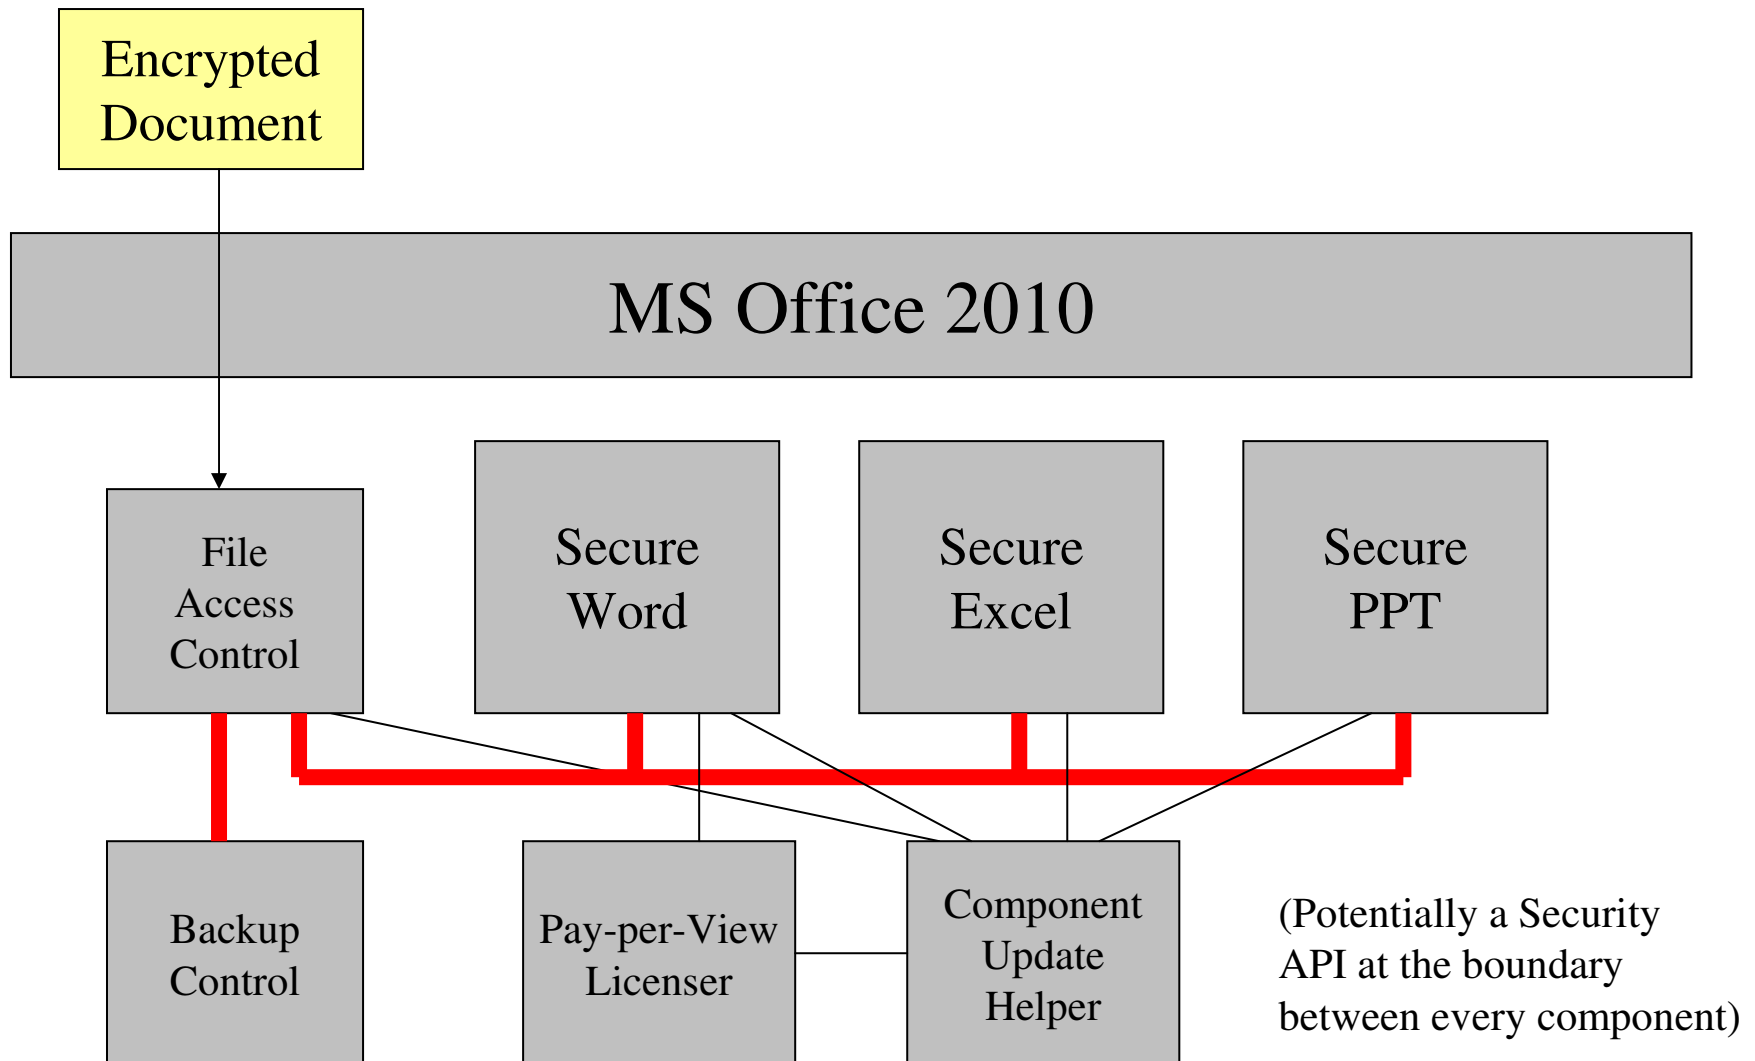 Encrypted
Document
MS Office 2010
File
Access
Control
Secure
Word
Secure
Excel
Secure
PPT
Backup
Control
Pay-per-View
Licenser
Component
Update
Helper
(Potentially a Security
API at the boundary
between every component)